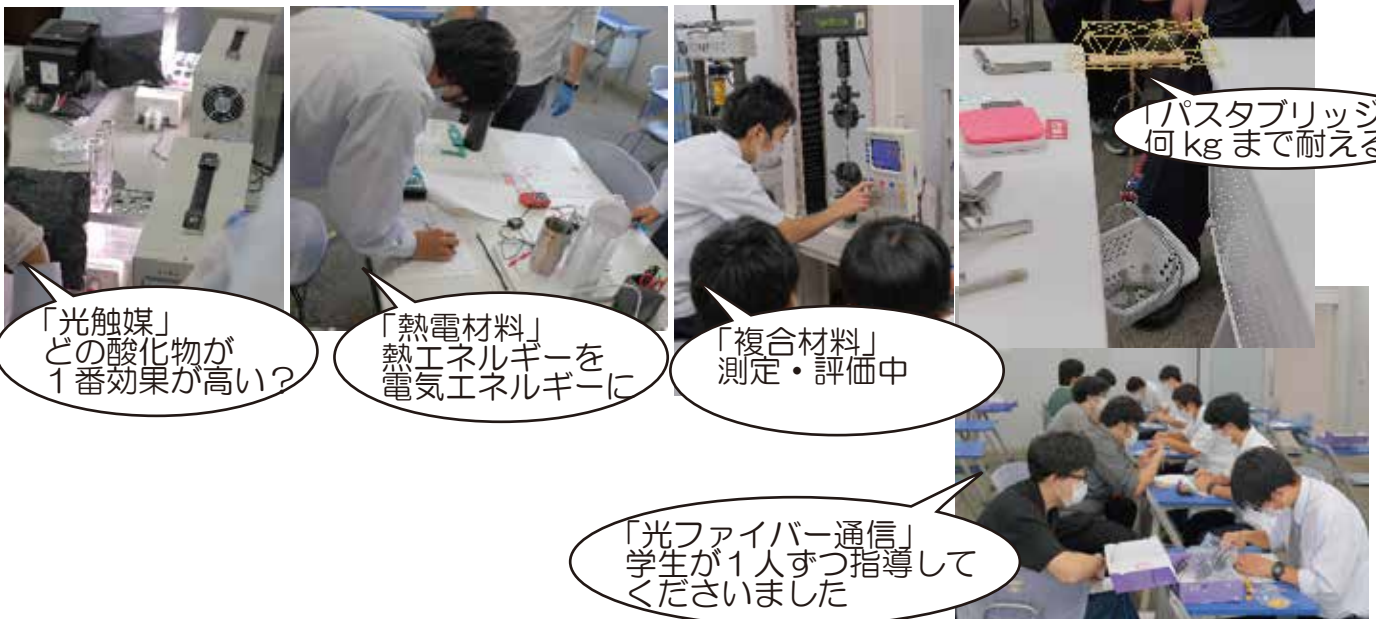 「光触媒」
どの酸化物が
１番効果が高い？
「熱電材料」
熱エネルギーを
電気エネルギーに
「複合材料」
測定・評価中
「パスタブリッジ
何kgまで耐える
「光ファイバー通信」
学生が１人ずつ指導して
くださいました